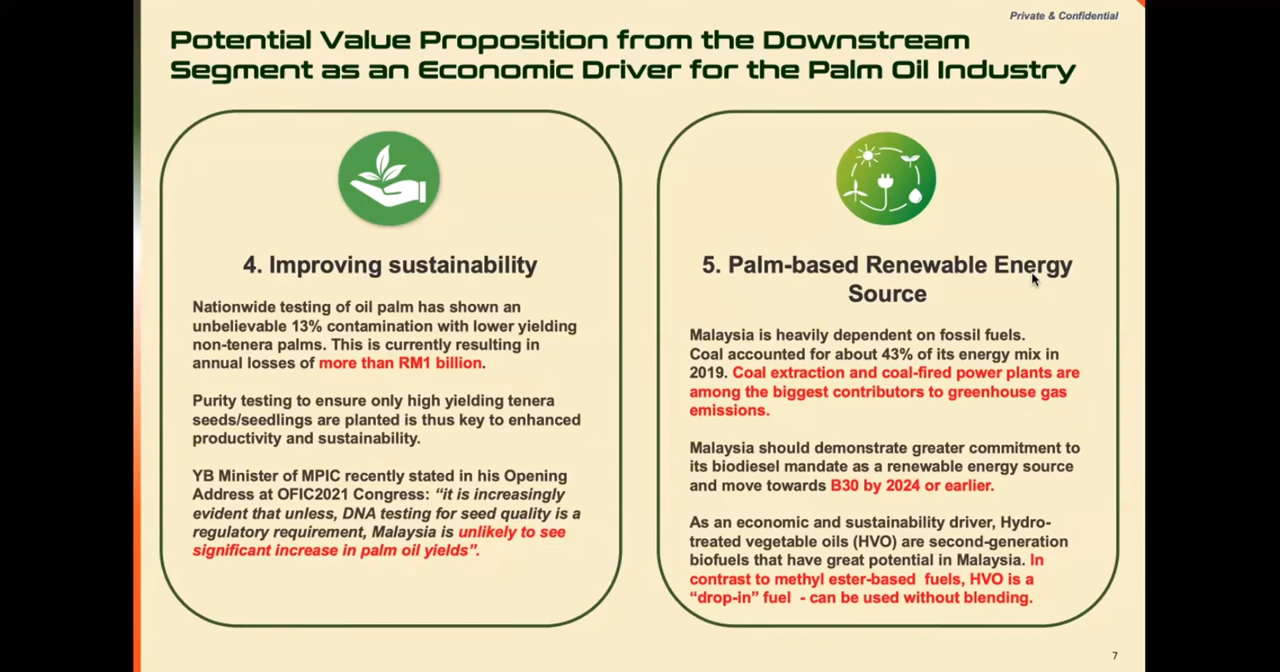 Private & Confidential
Potential Value Proposition from the Downstream
Segment as an Economic Driver for the Palm Oil Industry
4. Improving sustainability
Nationwide testing of oil palm has shown an
unbelievable 13% contamination with lower yielding
non-tenera palms. This is currently resulting in
annual losses of more than RM1 billion.
Purity testing to ensure only high yielding tenera
seeds/seedlings are planted is thus key to enhanced
productivity and sustainability.
YB Minister of MPIC recently stated in his Opening
Address at OFIC2021 Congress: “it is increasingly
evident that unless, DNA testing for seed quality is a
regulatory requirement, Malaysia is unlikely to see
significant increase in palm oil yields”.
5. Palm-based Renewable Energy
Source
Malaysia is heavily dependent on fossil fuels.
Coal accounted for about 43% of its energy mix in
2019. Coal extraction and coal-fired power plants are
among the biggest contributors to greenhouse gas
emissions.
Malaysia should demonstrate greater commitment to
its biodiesel mandate as a renewable energy source
and move towards B30 by 2024 or earlier.
As an economic and sustainability driver, Hydro-
treated vegetable oils (HVO) are second-generation
biofuels that have great potential in Malaysia. In
contrast to methyl ester-based  fuels, HVO is a
“drop-in” fuel  - can be used without blending.
7